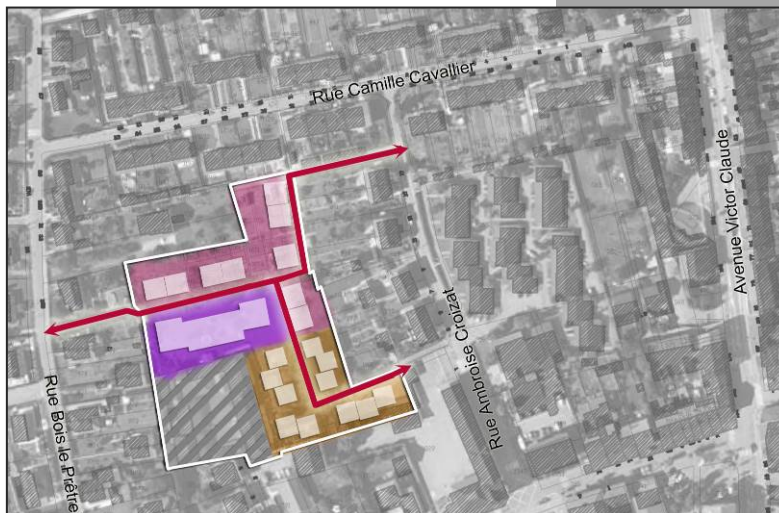 Rue Camille Cavallier
Avenue Victor Claude
Rue Ambroise Croizat
Rue Bois le Prêtre